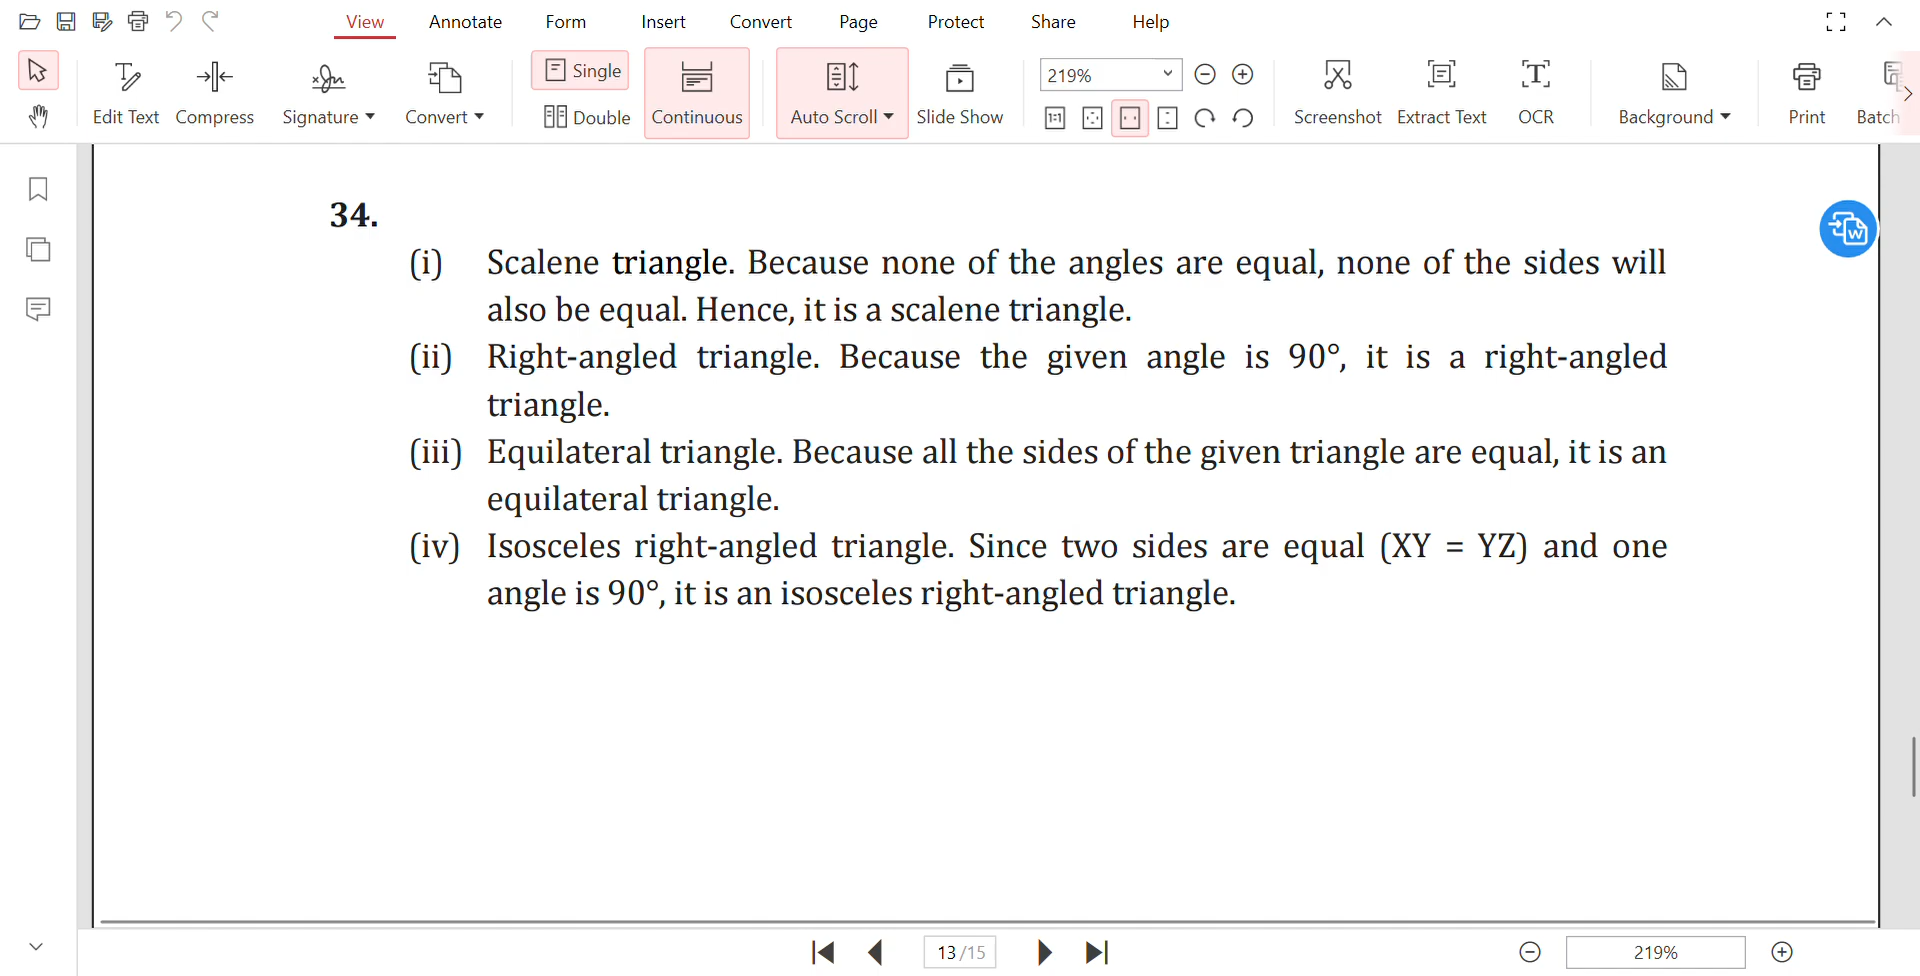 View Annotate Form Insert Convert Page Protect Share Help
Single
219%
Edit Text Compress Signature Convert Double Continuous Auto Scroll Slide Show Screenshot Extract Text OCR Background Print Batch
34.
(i) Scalene triangle. Because none of the angles are equal, none of the sides will
also be equal. Hence, it is a scalene triangle.
(ii) Right-angled triangle. Because the given angle is 90°, it is a right-angled
triangle.
(iii) Equilateral triangle. Because all the sides of the given triangle are equal, it is an
equilateral triangle.
(iv) Isosceles right-angled triangle. Since two sides are equal (XY = YZ) and one
angle is 90°, it is an isosceles right-angled triangle.
13 /15
219%